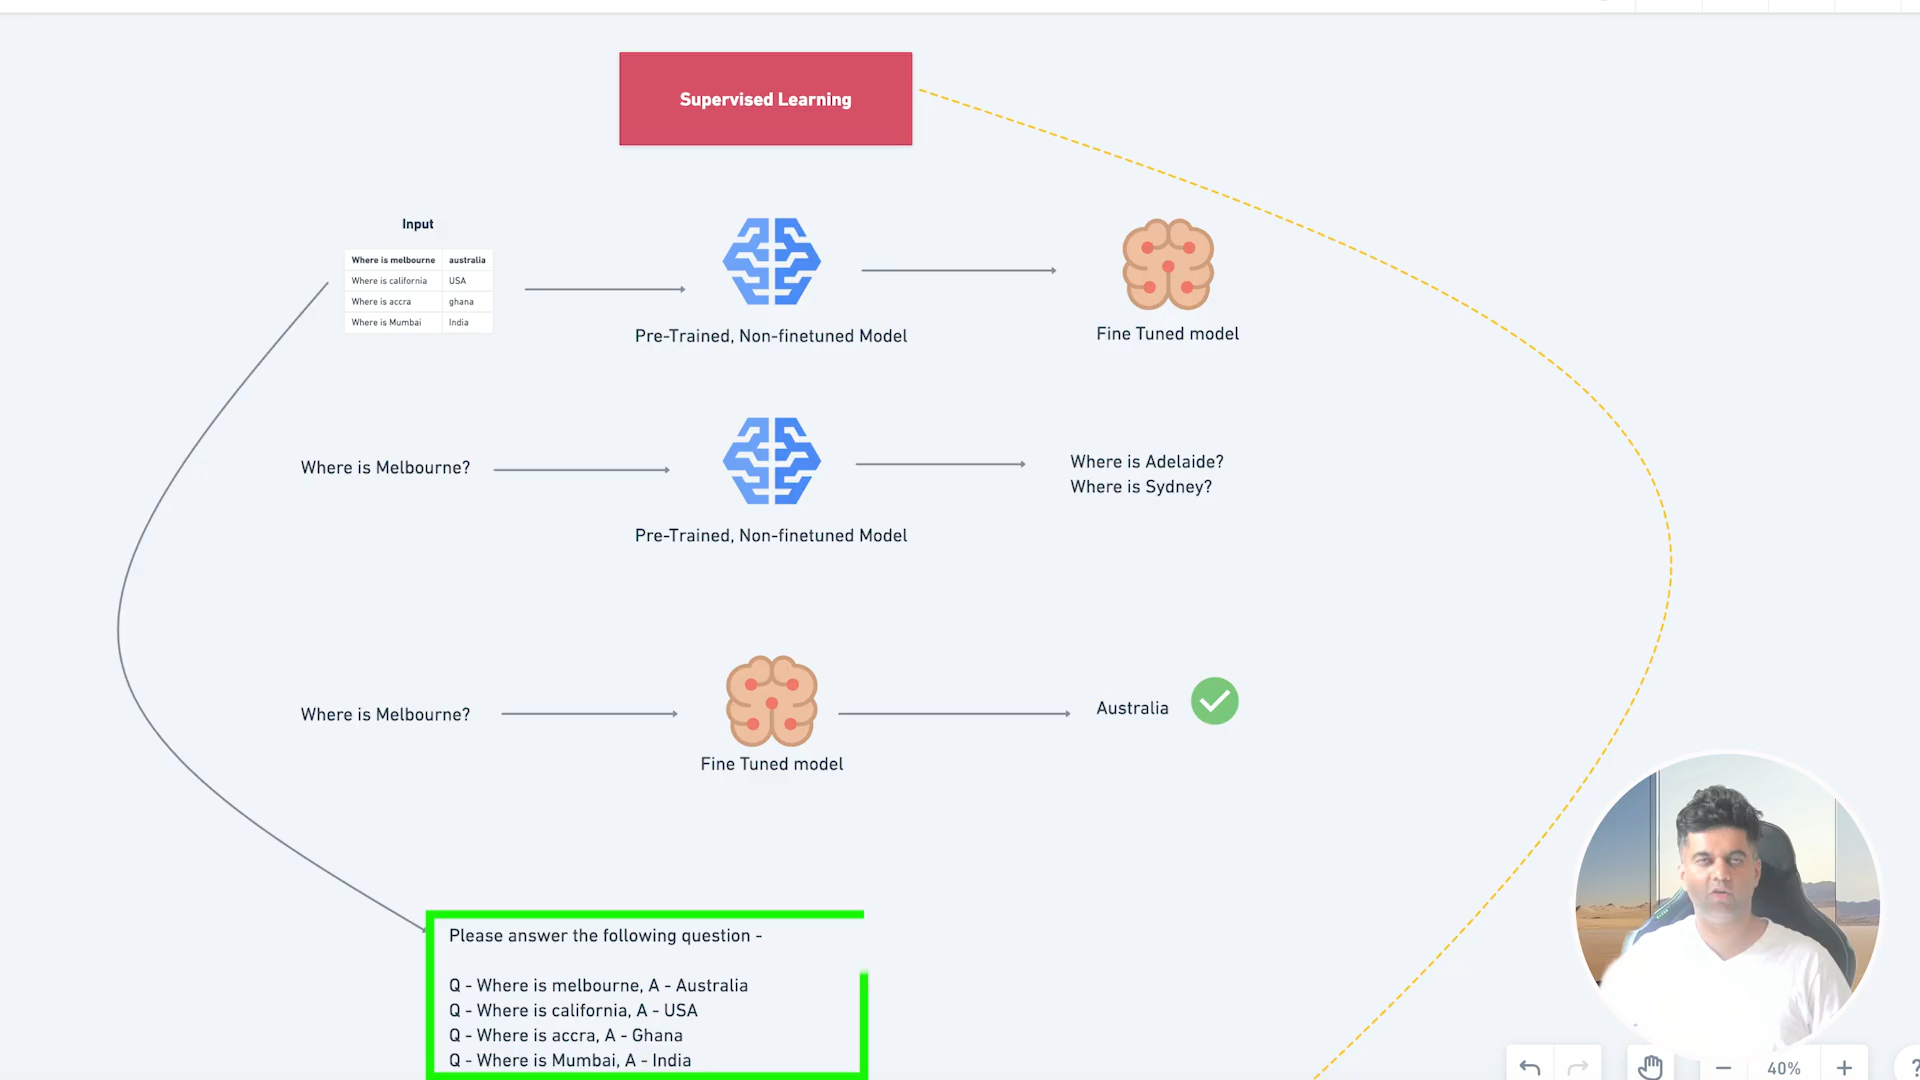 Supervised Learning
Input
Where is melbourne australia
Where is california USA
Where is accra ghana
Where is Mumbai India
Pre-Trained, Non-finetuned Model
Fine Tuned model
Where is Melbourne?
Pre-Trained, Non-finetuned Model
Where is Adelaide?
Where is Sydney?
Where is Melbourne?
Fine Tuned model
Australia
Please answer the following question -
Q - Where is melbourne, A - Australia
Q - Where is california, A - USA
Q - Where is accra, A - Ghana
Q - Where is Mumbai, A - India
40%
?